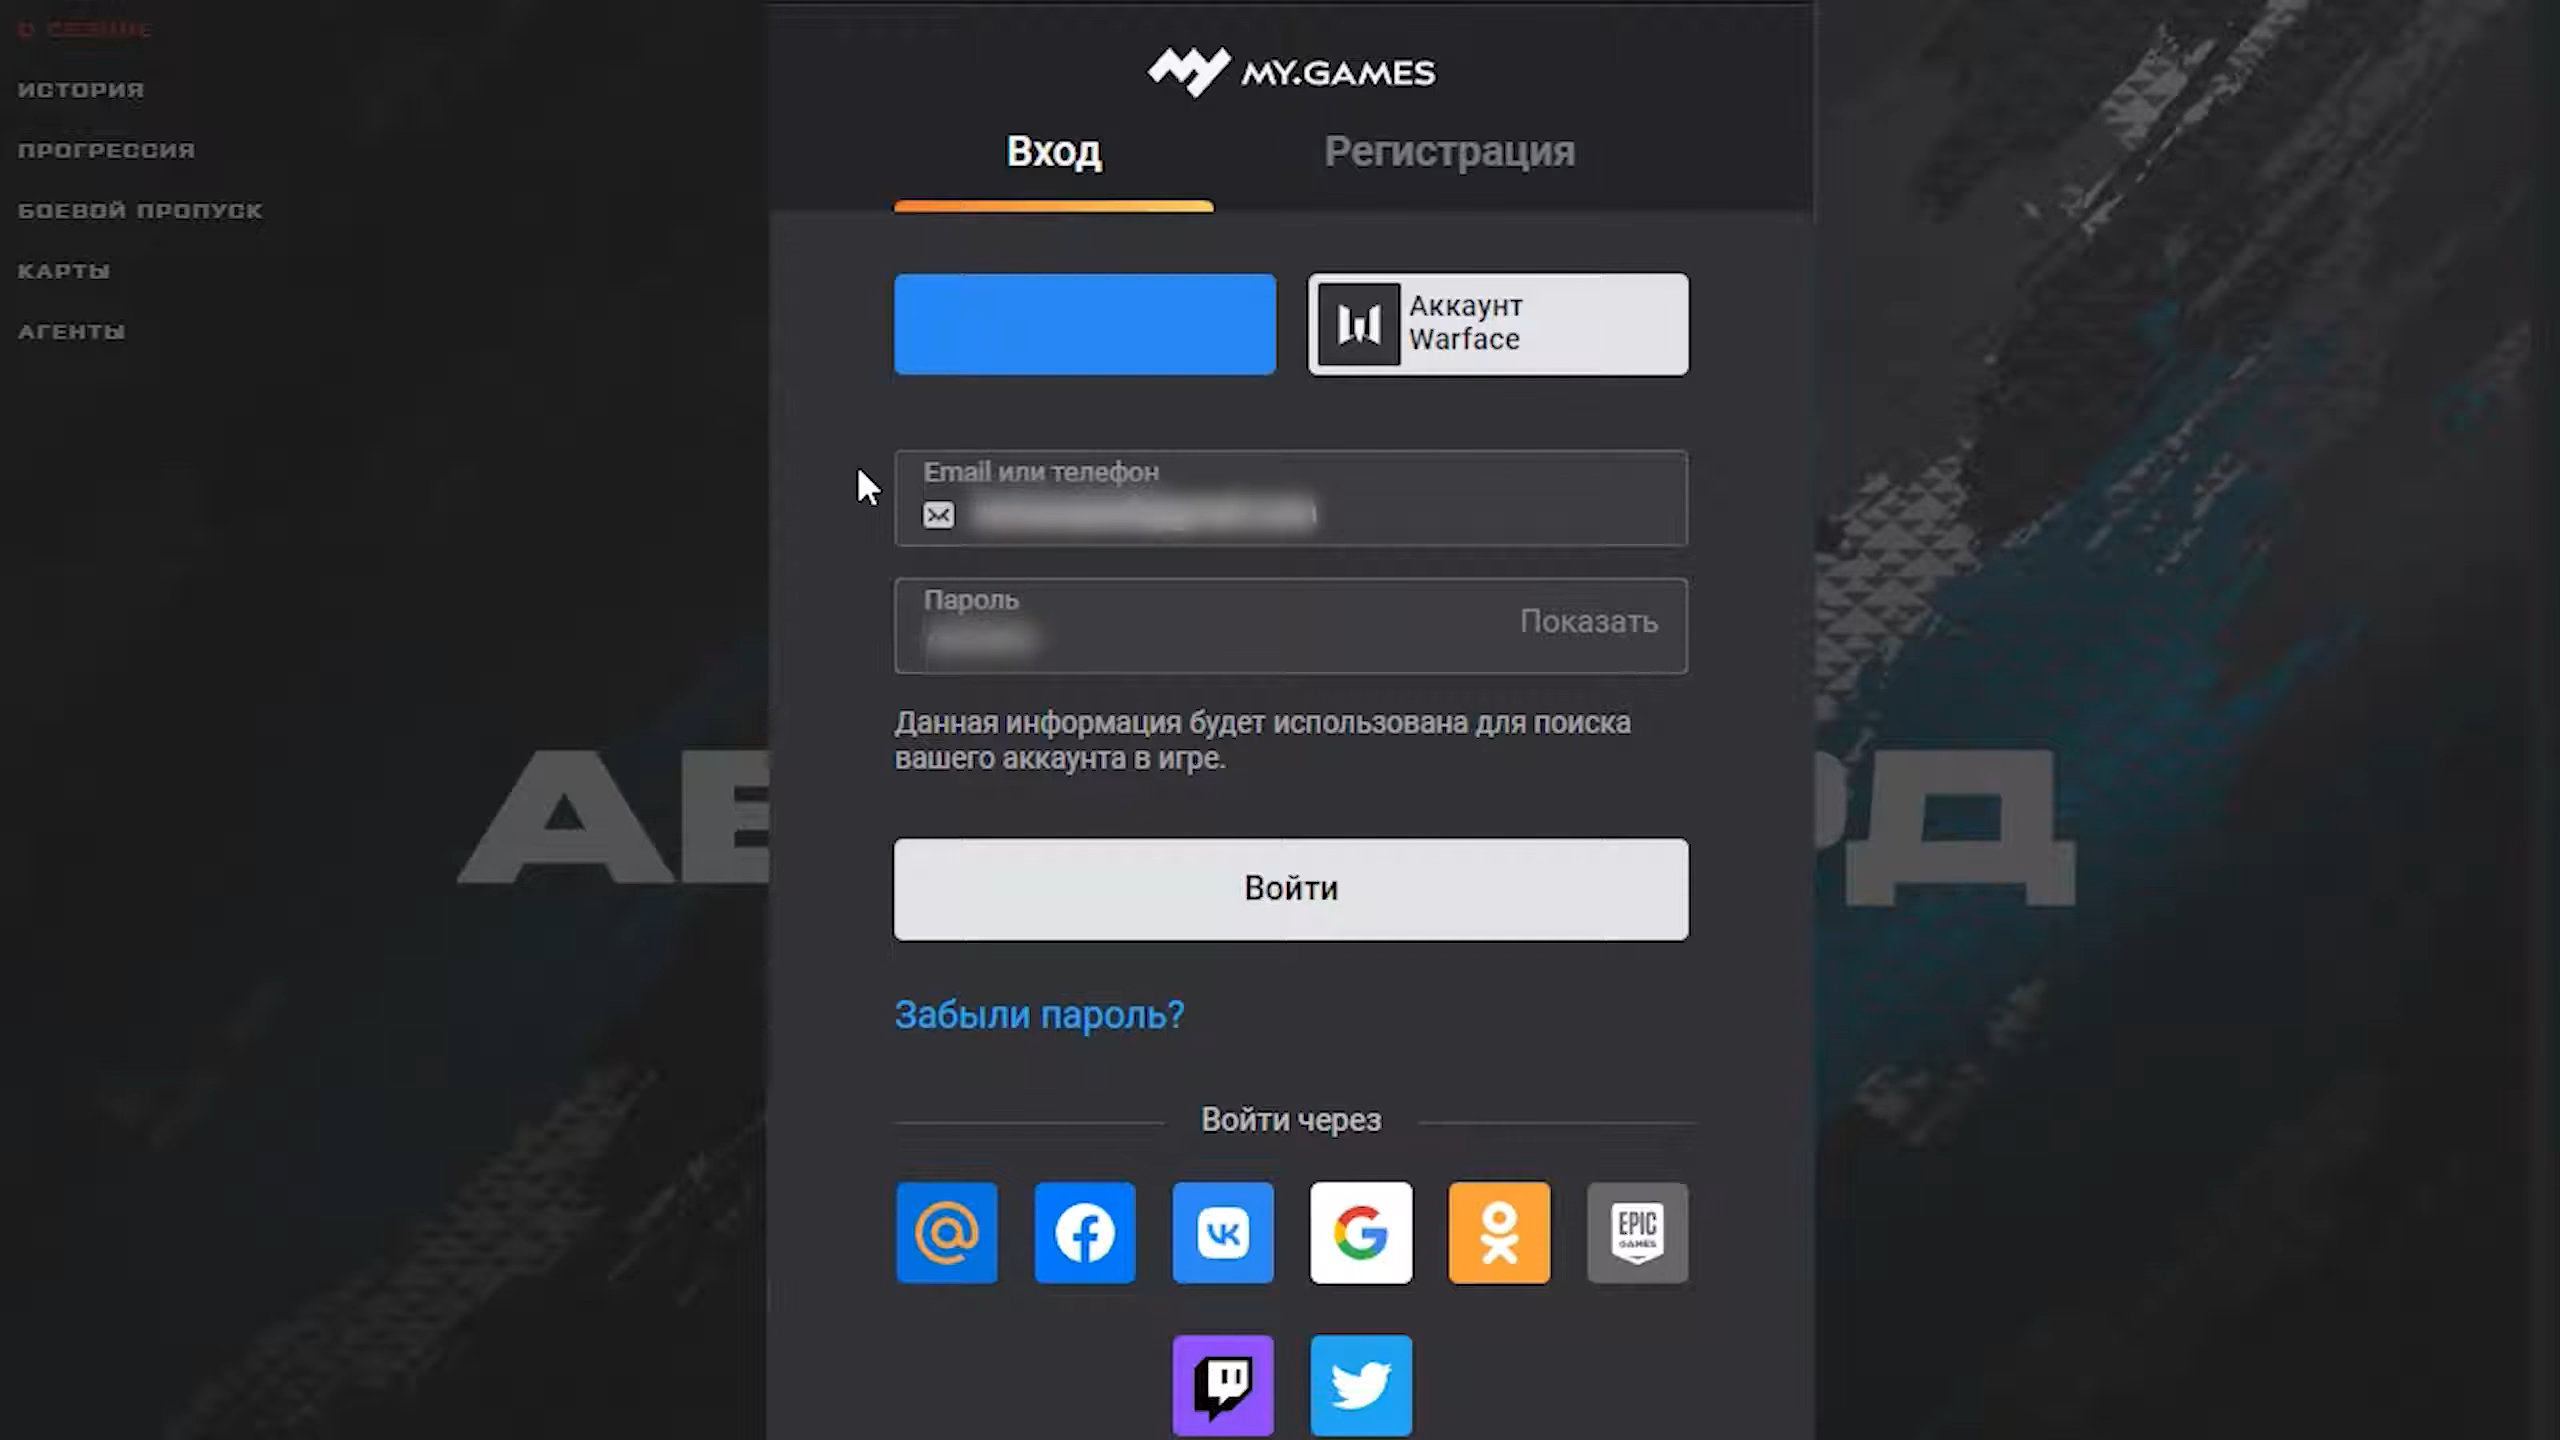 ИСТОРИЯ
ПРОГРЕССИЯ
БОЕВОЙ ПРОПУСК
КАРТЫ
АГЕНТЫ
MY.GAMES
Вход
Регистрация
Аккаунт
Warface
Email или телефон
Пароль
Показать
Данная информация будет использована для поиска
вашего аккаунта в игре.
Войти
Забыли пароль?
Войти через
EPIC
GAMES